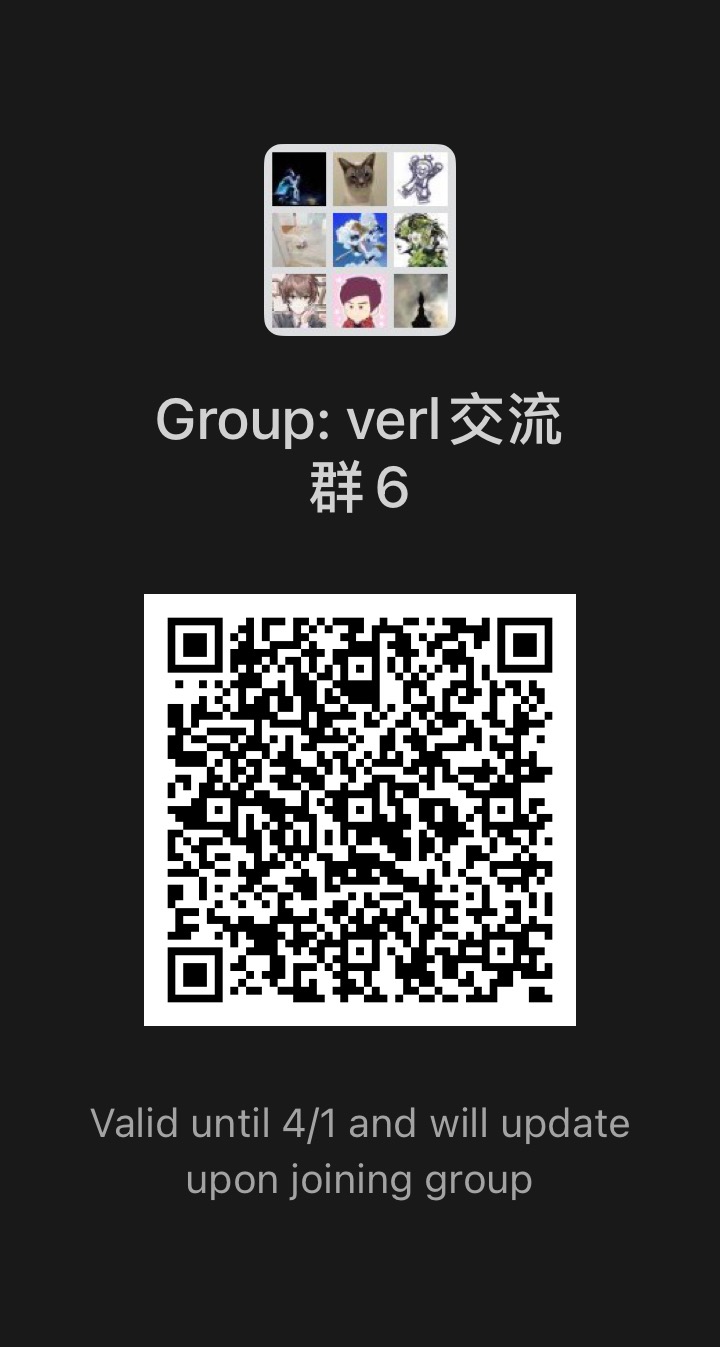 Group: verl交流
群6
Valid until 4/1 and will update
upon joining group